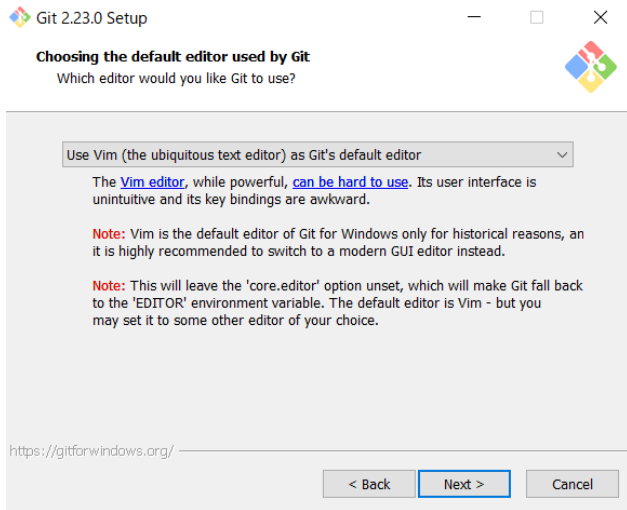 Git 2.23.0 Setup
Choosing the default editor used by Git
Which editor would you like Git to use?
Use Vim (the ubiquitous text editor) as Git's default editor
The Vim editor, while powerful, can be hard to use. Its user interface is
unintuitive and its key bindings are awkward.
Note: Vim is the default editor of Git for Windows only for historical reasons, an
it is highly recommended to switch to a modern GUI editor instead.
Note: This will leave the 'core.editor' option unset, which will make Git fall back
to the 'EDITOR' environment variable. The default editor is Vim - but you
may set it to some other editor of your choice.
https://gitforwindows.org/
< Back Next > Cancel